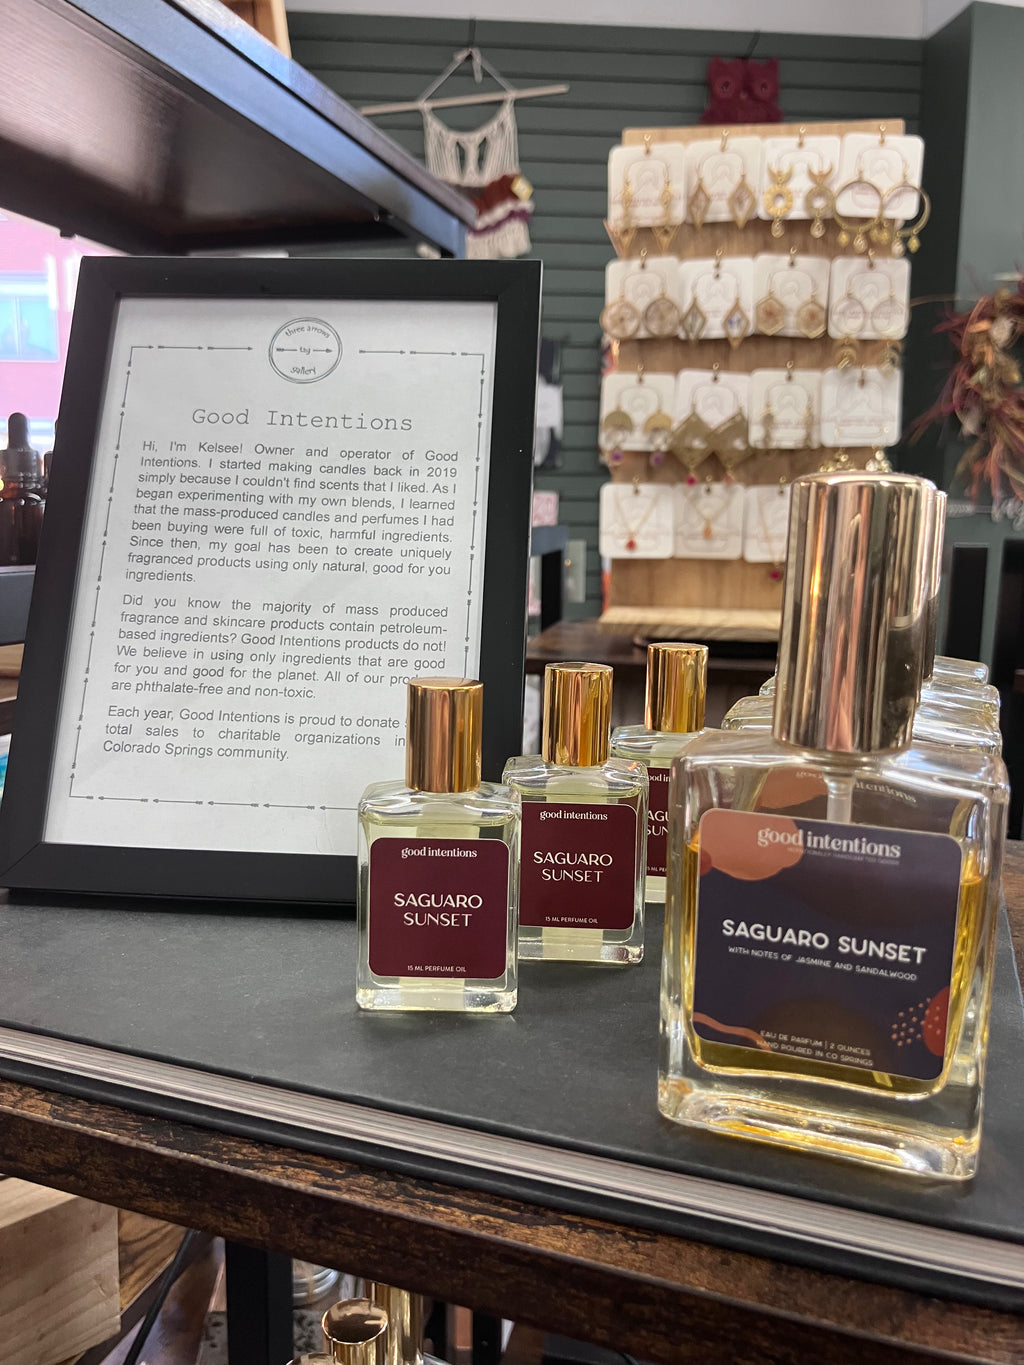 three arrows
gallery
Good Intentions
Hi, I'm Kelsee! Owner and operator of Good
Intentions. I started making candles back in 2019
simply because I couldn't find scents that I liked. As I
began experimenting with my own blends, I learned
that the mass-produced candles and perfumes I had
been buying were full of toxic, harmful ingredients.
Since then, my goal has been to create uniquely
fragranced products using only natural, good for you
ingredients.
Did you know the majority of mass produced
fragrance and skincare products contain petroleum-
based ingredients? Good Intentions products do not!
We believe in using only ingredients that are good
for you and good for the planet. All of our
are phthalate-free and non-toxic.
Each year, Good Intentions is proud to donate
total sales to charitable organizations in
Colorado Springs community.
good intentions
SAGUARO
SUNSET
15 ML PERFUME OIL
good intentions
SAGUARO
SUNSET
15 ML PERFUME OIL
good intentions
SAGUARO SUNSET
WITH NOTES OF JASMINE AND SANDALWOOD
EAU DE PARFUM | 2 OUNCES
HAND POURED IN CO SPRINGS